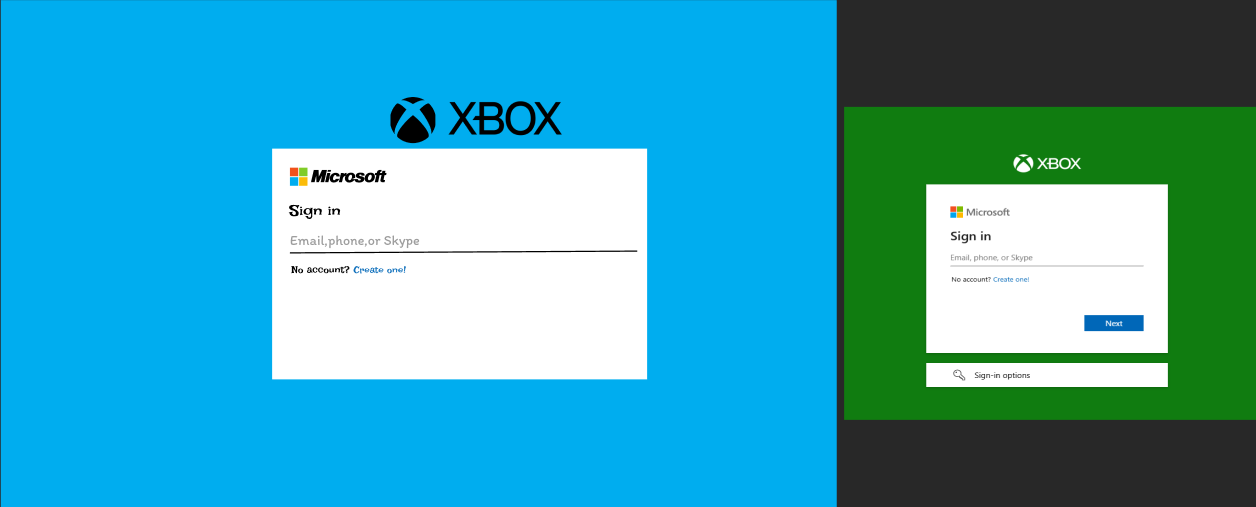 XBOX
Microsoft
Sign in
Email,phone,or Skype
No account? Create one!
XBOX
Microsoft
Sign in
Email, phone, or Skype
No account? Create one!
Next
Sign-in options